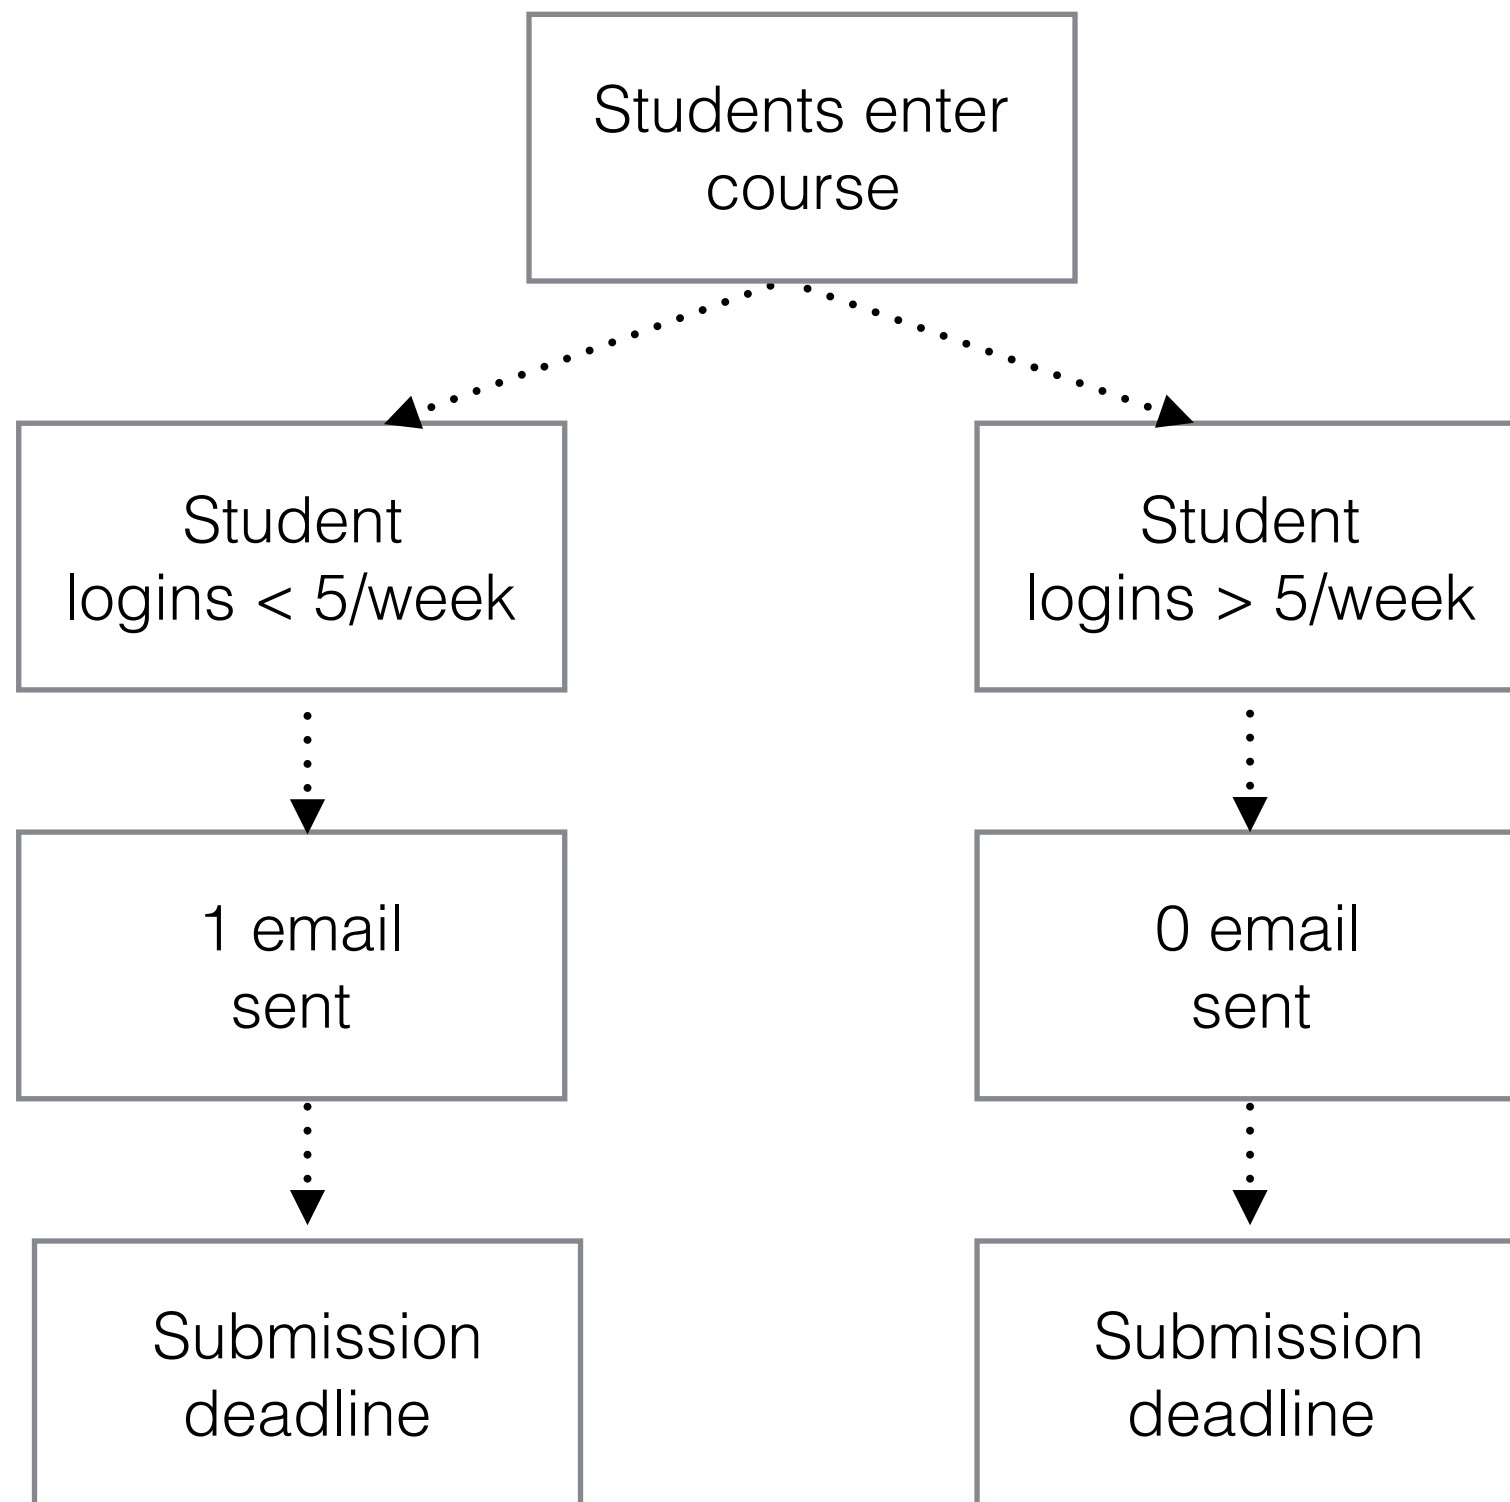 Students enter
course
Student
logins < 5/week
Student
logins > 5/week
1 email
sent
0 email
sent
Submission
deadline
Submission
deadline